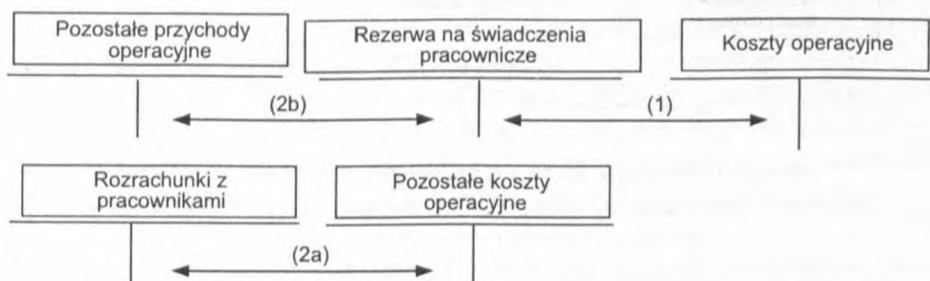 Pozostałe przychody
operacyjne
Rezerwa na świadczenia
pracownicze
Koszty operacyjne
(2b)
(1)
Rozrachunki z
pracownikami
Pozostałe koszty
operacyjne
(2a)